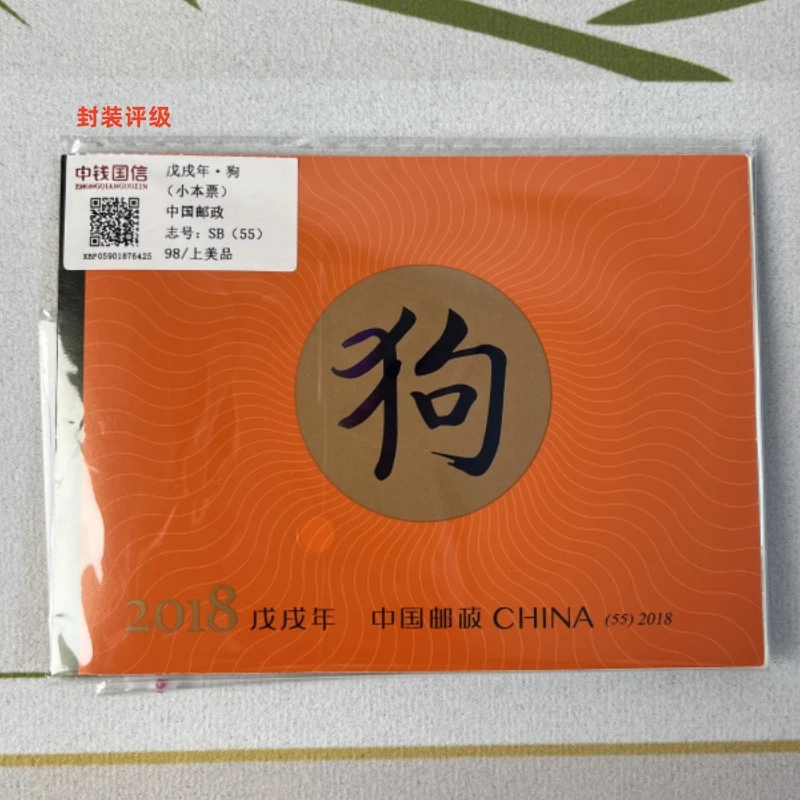 封装评级
中钱国信
ZHONGQIANGUOXIN
XBP05901876425
戊戌年·狗
（小本票）
中国邮政
志号：SB（55）
98/上美品
狗
2018 戊戌年 中国邮政 CHINA (55) 2018